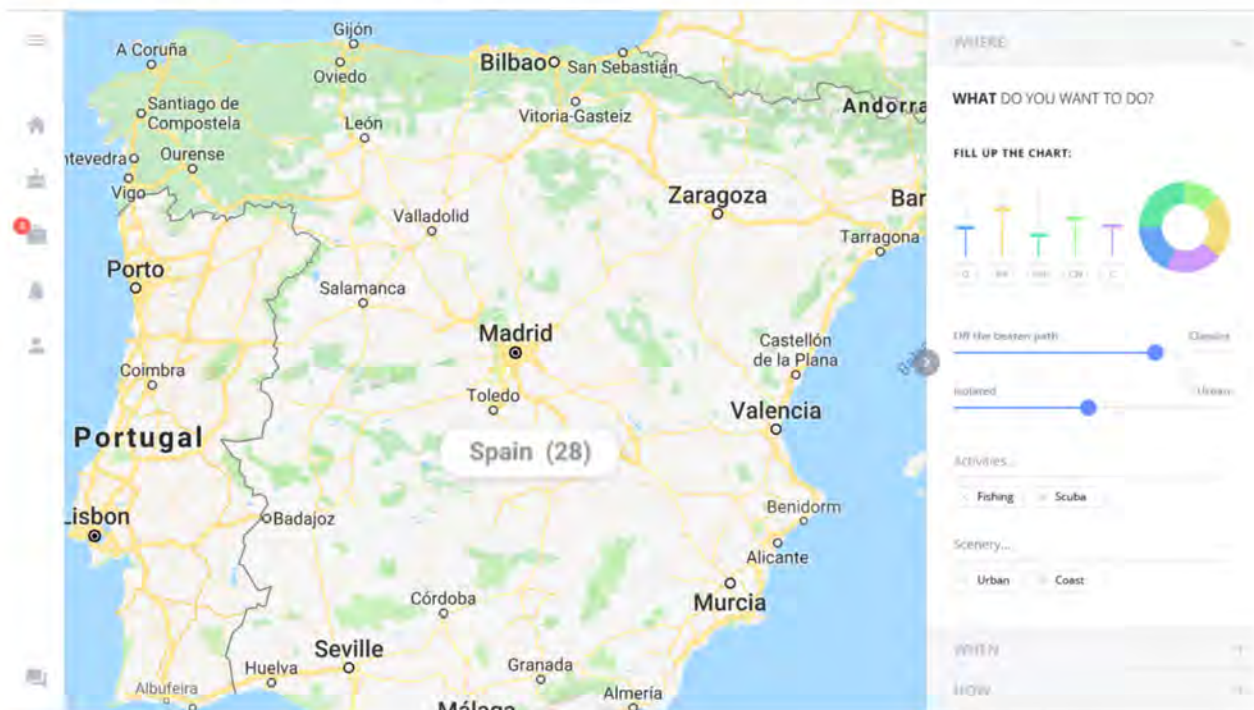 Gijón
A Coruña
Oviedo
Bilbao
San Sebastián
Andorra
Santiago de
Compostela
León
Vitoria-Gasteiz
ntevedra
Ourense
Vigo
Zaragoza
Bar
Valladolid
Tarragona
Porto
Salamanca
Madrid
Castellón
de la Plana
Coimbra
Toledo
Valencia
Portugal
Spain (28)
Lisbon
Badajoz
Benidorm
Alicante
Córdoba
Murcia
Seville
Huelva
Granada
Albufeira
Almería
Málaga
WHERE
WHAT DO YOU WANT TO DO?
FILL UP THE CHART:
CN
C
Off the beaten path
Classics
Isolated
Urban
Activities...
Fishing
Scuba
Scenery...
Urban
Coast
WHEN
HOW